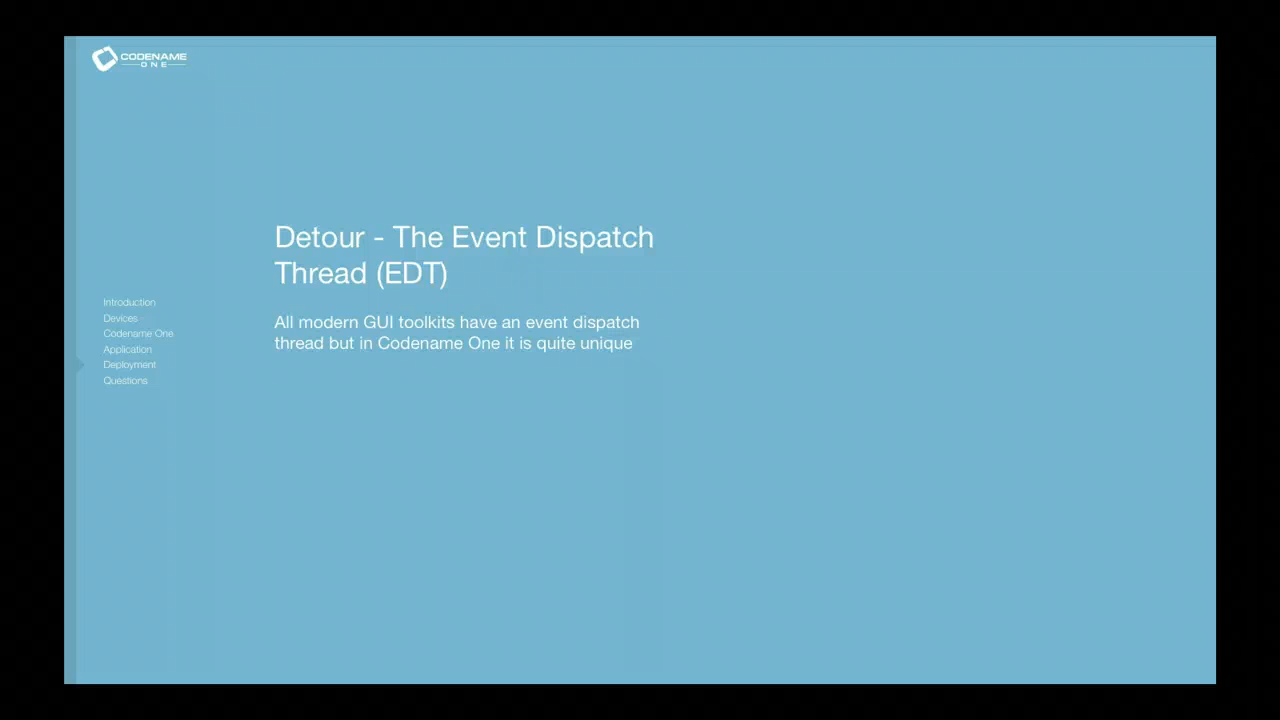 CODENAME
ONE
Detour - The Event Dispatch
Thread (EDT)
All modern GUI toolkits have an event dispatch
thread but in Codename One it is quite unique
Introduction
Devices
Codename One
Application
Deployment
Questions